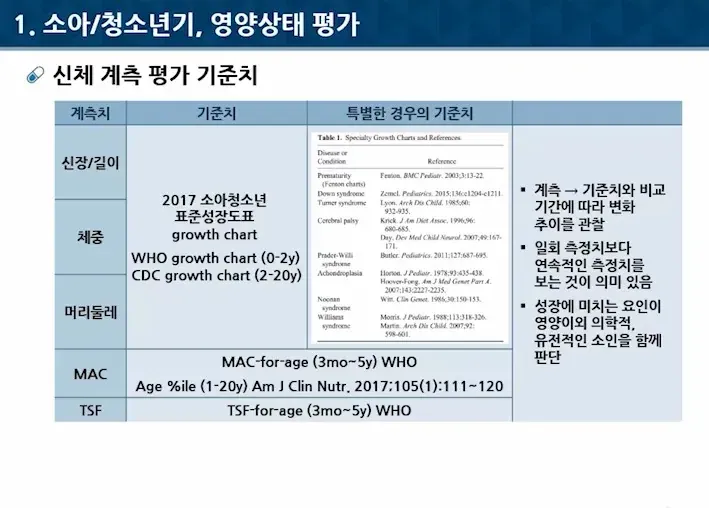 1. 소아/청소년기, 영양상태 평가
신체 계측 평가 기준치
계측치
기준치
특별한 경우의 기준치
신장/길이
체중
머리둘레
2017 소아청소년
표준성장도표
growth chart
WHO growth chart (0-2y)
CDC growth chart (2-20y)
Table 1. Specialty Growth Charts and References.
Disease or
Condition
Reference
Prematurity
(Fenton charts)
Fenton. BMC Pediatr. 2003;3:13-22.
Down syndrome
Zemel. Pediatrics. 2015;136:e1204-e1211.
Turner syndrome
Lyon. Arch Dis Child. 1985;60:
932-935.
Cerebral palsy
Krick. J Am Diet Assoc. 1996;96:
680-685.
Day. Dev Med Child Neurol. 2007;49:167-
171.
Prader-Willi
syndrome
Butler. Pediatrics. 2011;127:687-695.
Achondroplasia
Horton. J Pediatr. 1978;93:435-438.
Hoover-Fong. Am J Med Genet Part A.
2007;143:2227-2235.
Noonan
syndrome
Witt. Clin Genet. 1986;30:150-153.
Williams
syndrome
Morris. J Pediatr. 1988;113:318-326.
Martin. Arch Dis Child. 2007;92:
598-601.
▪ 계측 → 기준치와 비교
기간에 따라 변화
추이를 관찰
▪ 일회 측정치보다
연속적인 측정치를
보는 것이 의미 있음
▪ 성장에 미치는 요인이
영양이외 의학적,
유전적인 소인을 함께
판단
MAC
MAC-for-age (3mo~5y) WHO
Age %ile (1-20y) Am J Clin Nutr. 2017;105(1):111~120
TSF
TSF-for-age (3mo~5y) WHO